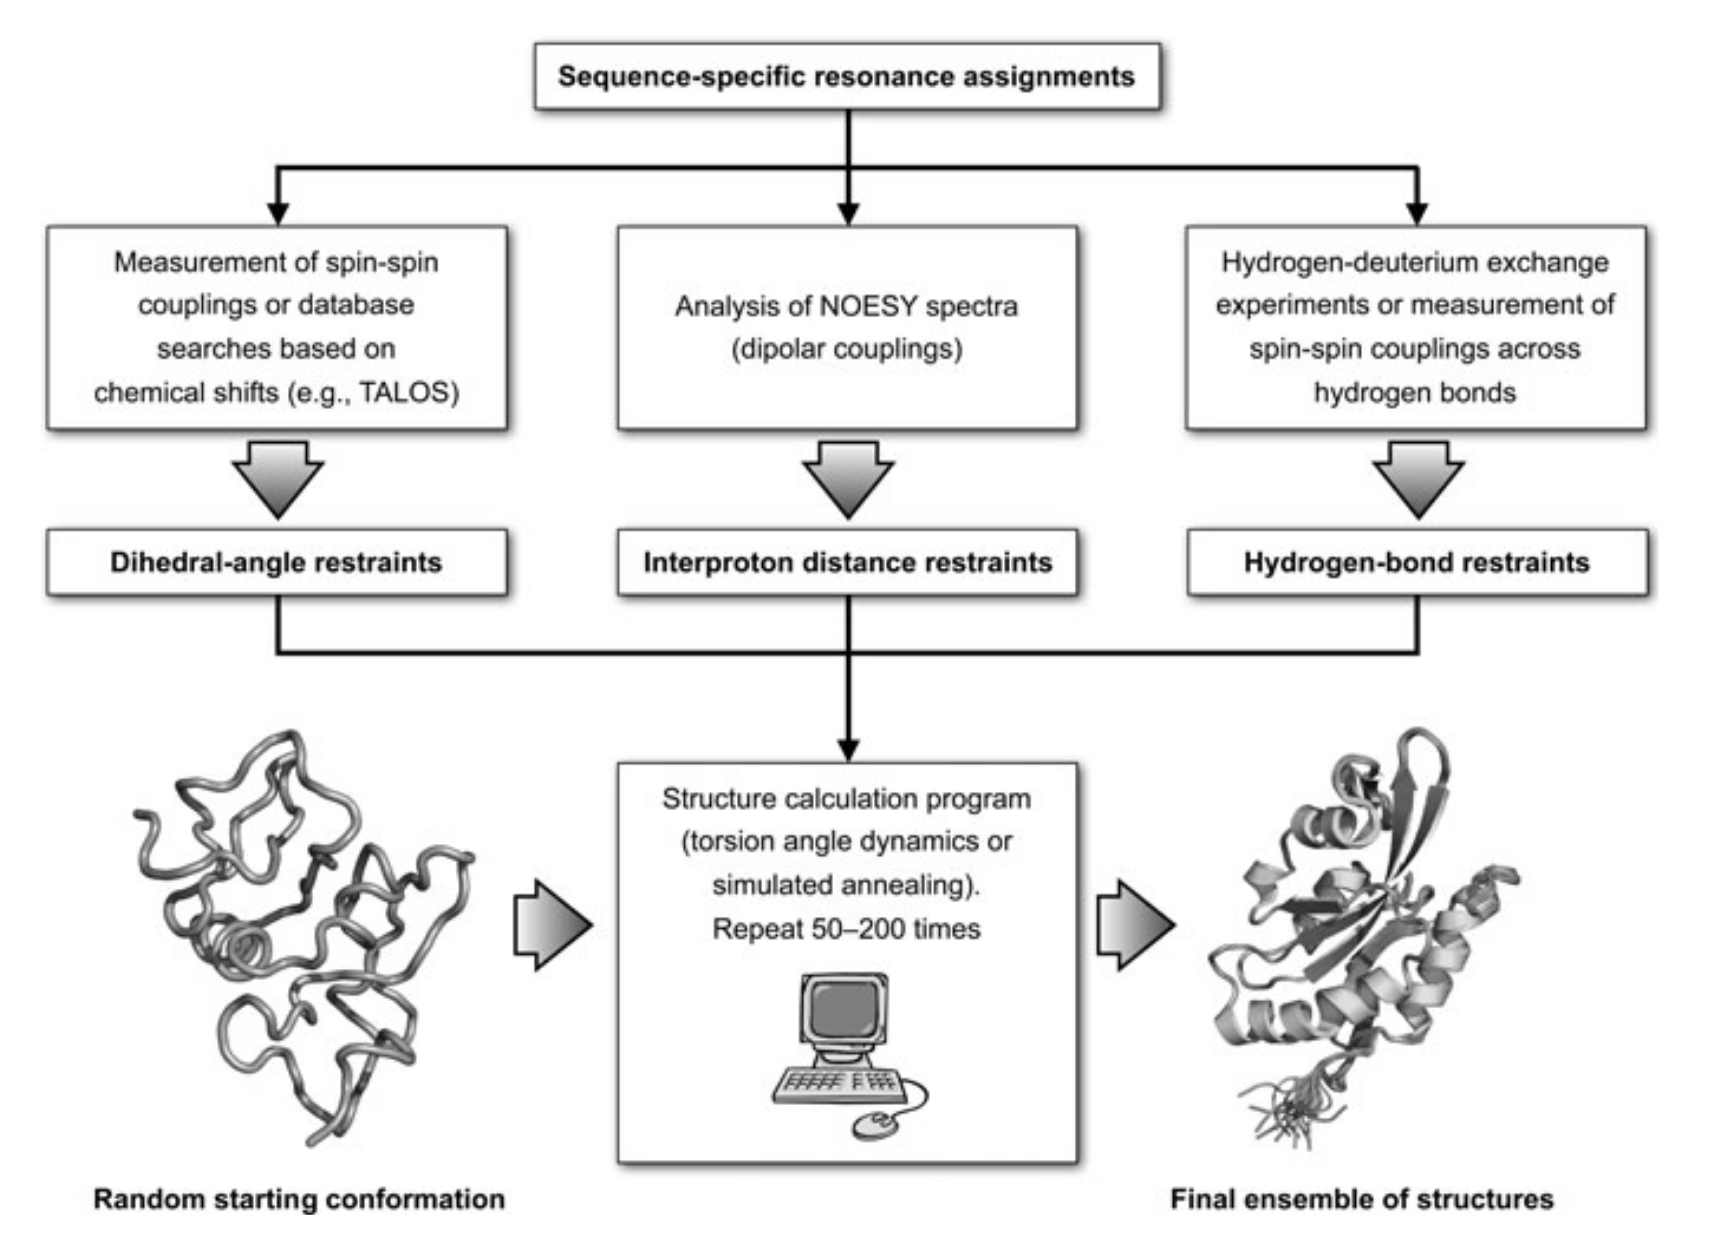 Sequence-specific resonance assignments
Measurement of spin-spin
couplings or database
searches based on
chemical shifts (e.g., TALOS)
Analysis of NOESY spectra
(dipolar couplings)
Hydrogen-deuterium exchange
experiments or measurement of
spin-spin couplings across
hydrogen bonds
Dihedral-angle restraints
Interproton distance restraints
Hydrogen-bond restraints
Structure calculation program
(torsion angle dynamics or
simulated annealing).
Repeat 50–200 times
Random starting conformation
Final ensemble of structures